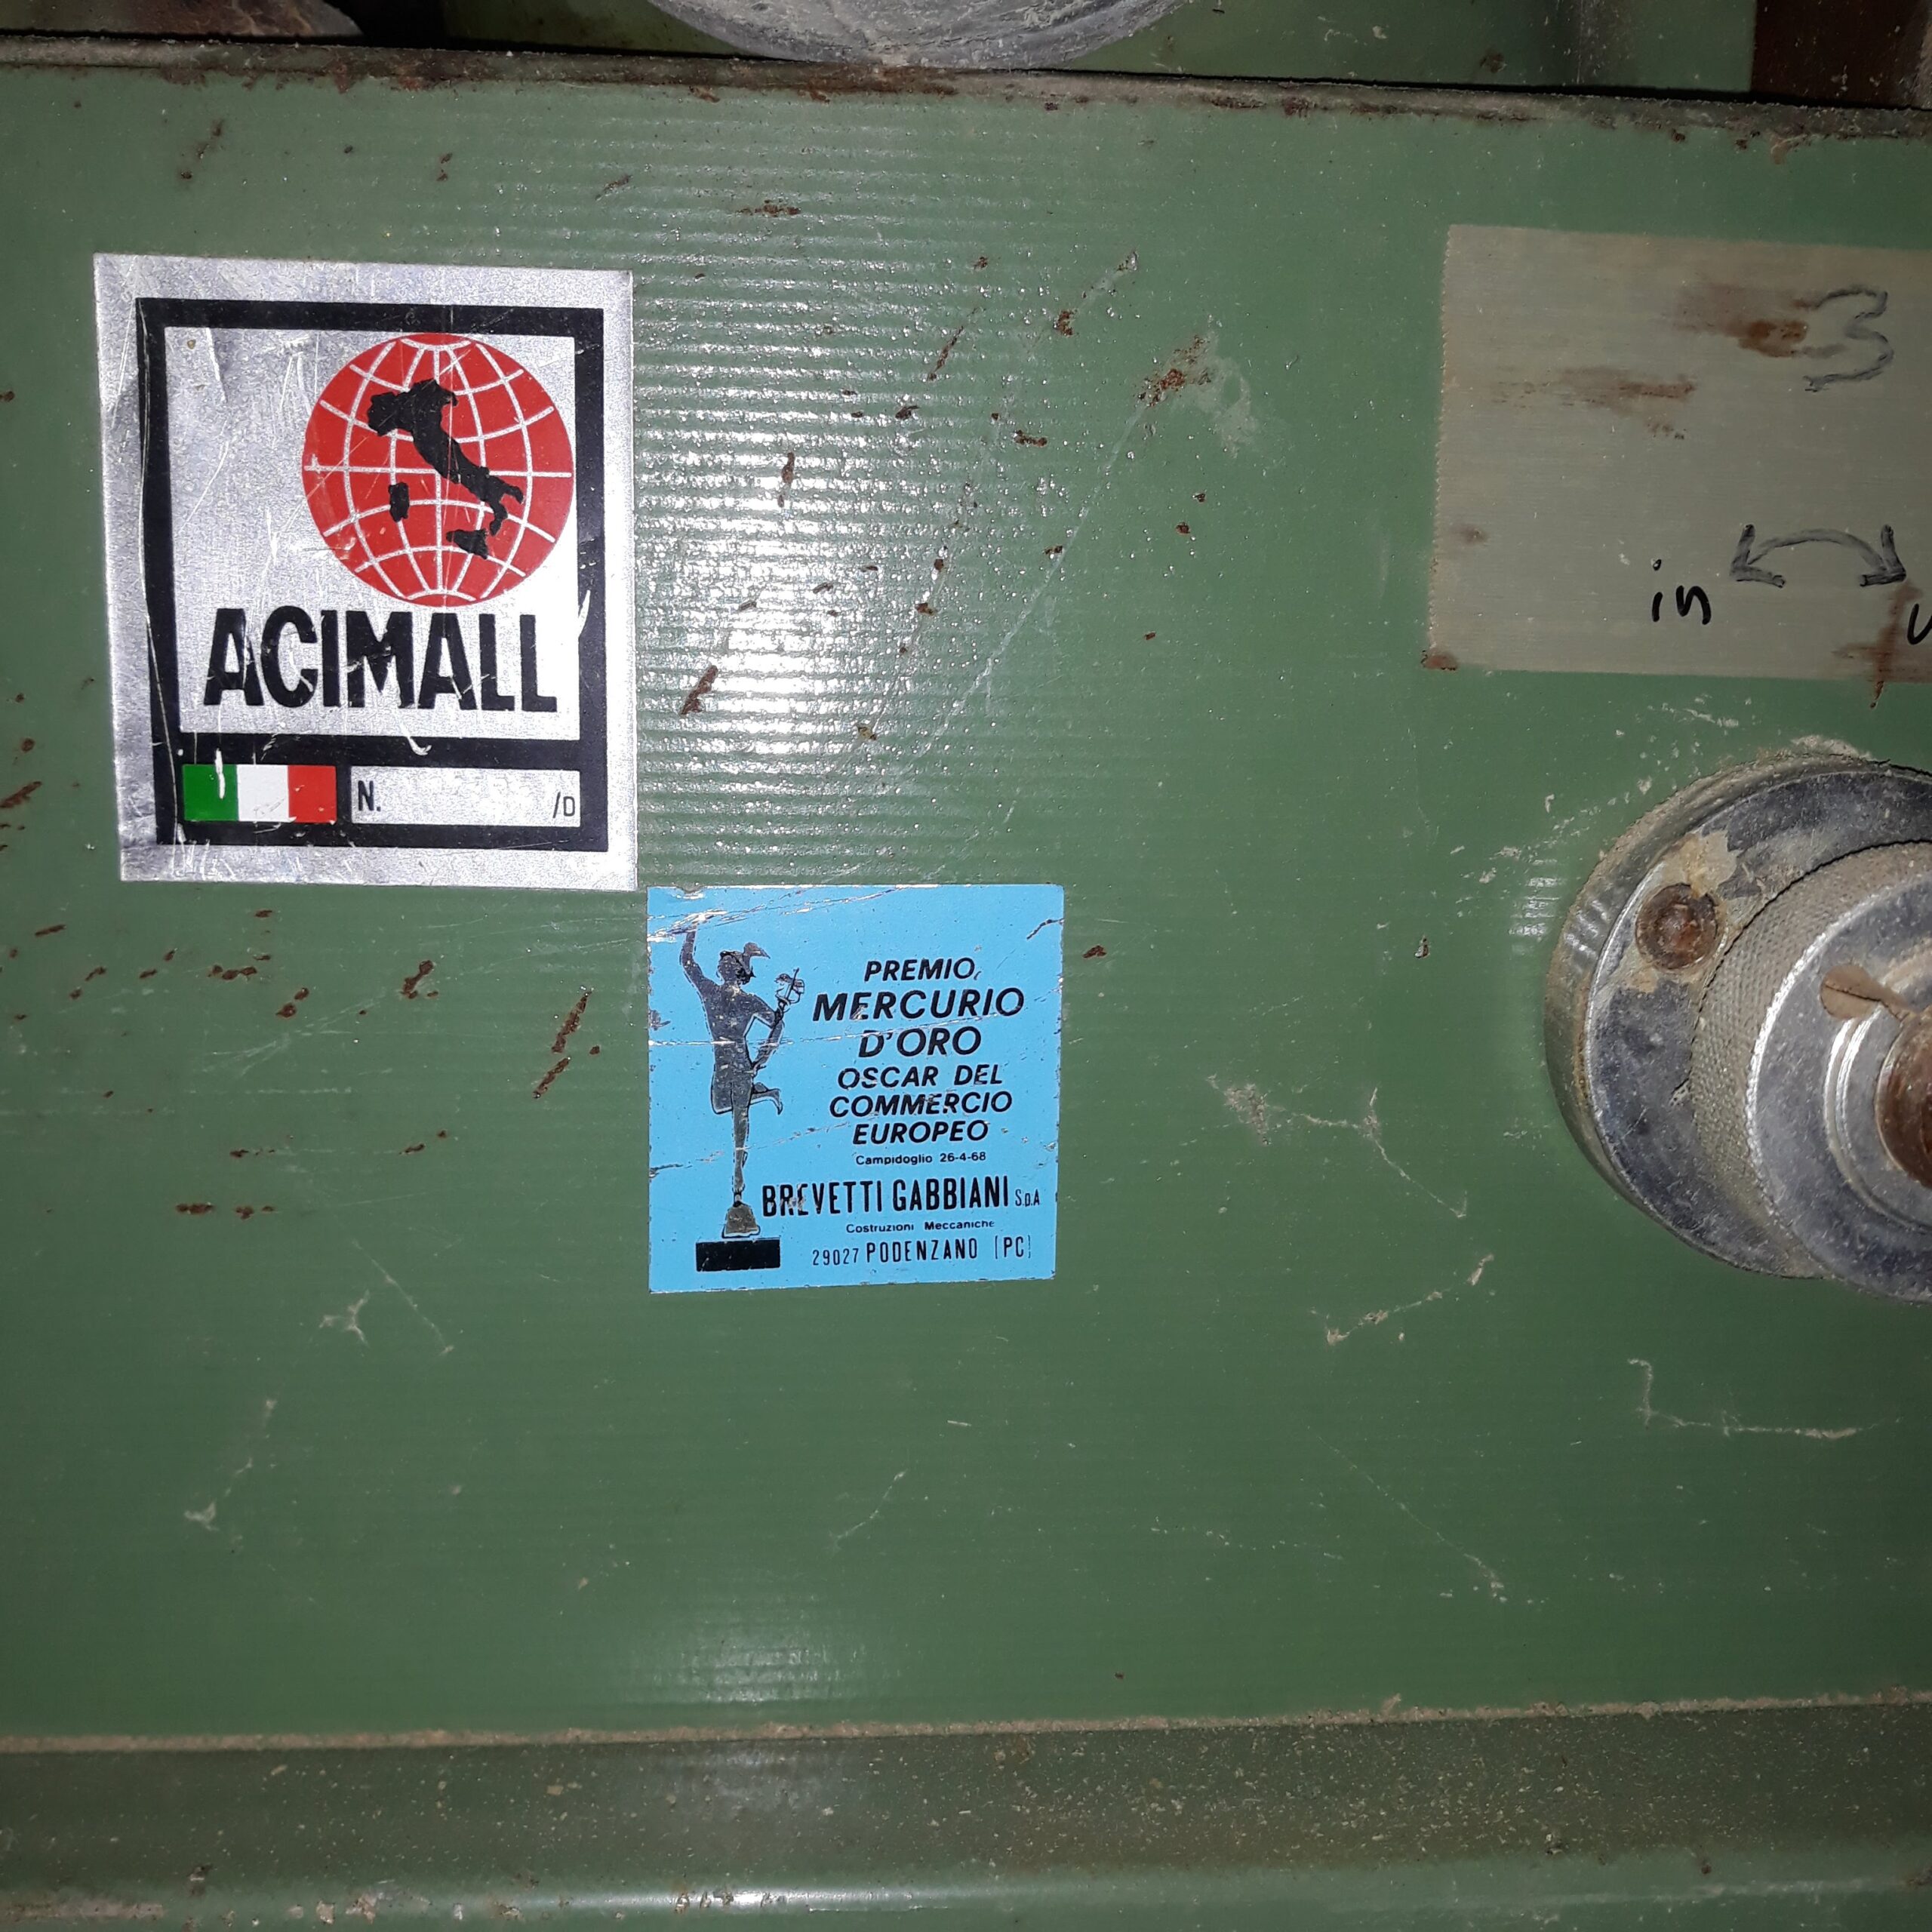 ACIMALL
N. /D
3
in
PREMIO
MERCURIO
D'ORO
OSCAR DEL
COMMERCIO
EUROPEO
Campidoglio 26-4-68
BREVETTI GABBIANI S.p.A
Costruzioni Meccaniche
29027 PODENZANO (PC)